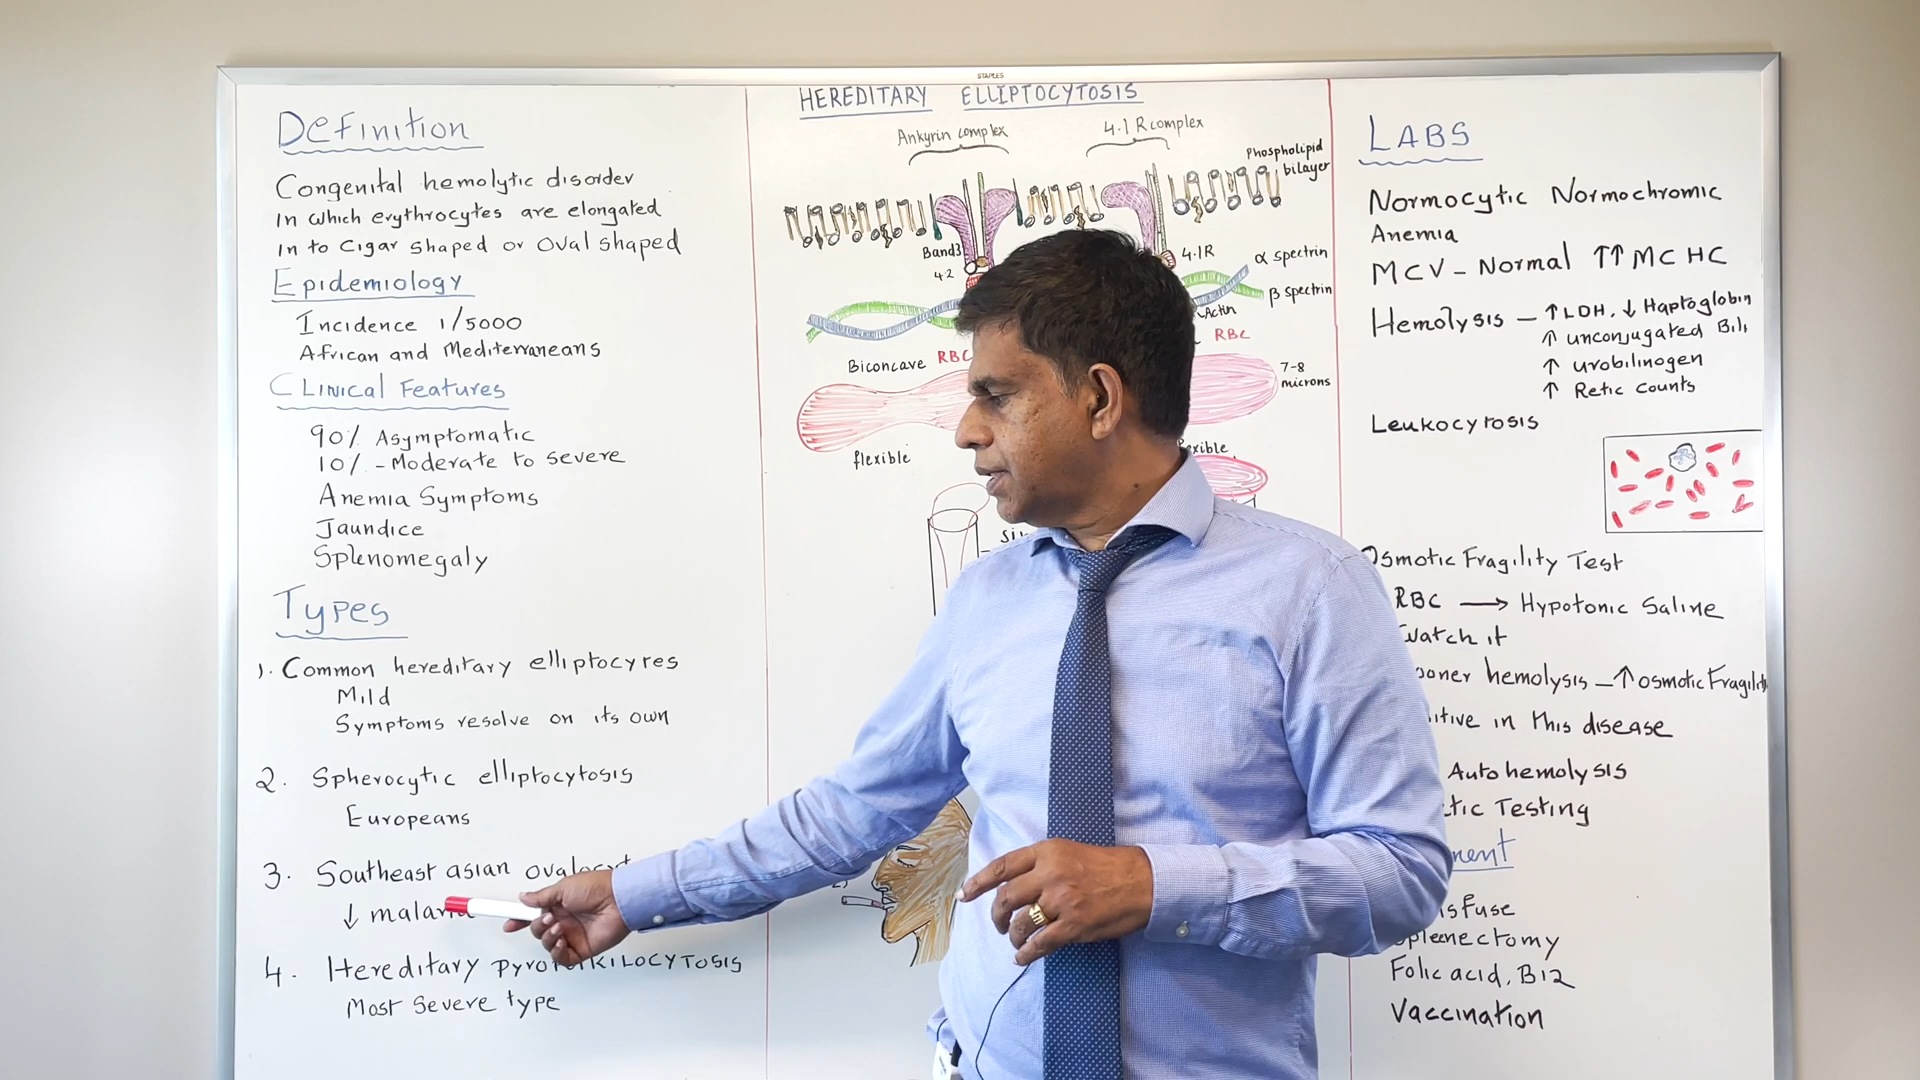 STAPLES
Definition
Congenital hemolytic disorder
In which erythrocytes are elongated
In to Cigar shaped or Oval shaped
Epidemiology
Incidence 1/5000
African and Mediterraneans
Clinical Features
90% Asymptomatic
10% - Moderate to severe
Anemia Symptoms
Jaundice
Splenomegaly
Types
1. Common hereditary elliptocyres
Mild
Symptoms resolve on its own
2. Spherocytic elliptocytosis
Europeans
3. Southeast asian
↓ malaria
4. Hereditary
Most severe type
HEREDITARY ELLIPTOCYTOSIS
Ankyrin complex
4.1 R complex
Phospholipid
bilayer
Band3
4.2
4.1R
α spectrin
β spectrin
Actin
Biconcave RBC
RBC
7-8
microns
flexible
LABS
Normocytic Normochromic
Anemia
MCV - Normal ↑↑ MCHC
Hemolysis - ↑ LDH, ↓ Haptoglobin
↑ unconjugated Bili
↑ urobilinogen
↑ Retic counts
Leukocytosis
Osmotic Fragility Test
RBC → Hypotonic Saline
Watch it
hemolysis - ↑ osmotic Fragility
in this disease
Autohemolysis
Testing
Splenectomy
Folic acid, B12
Vaccination